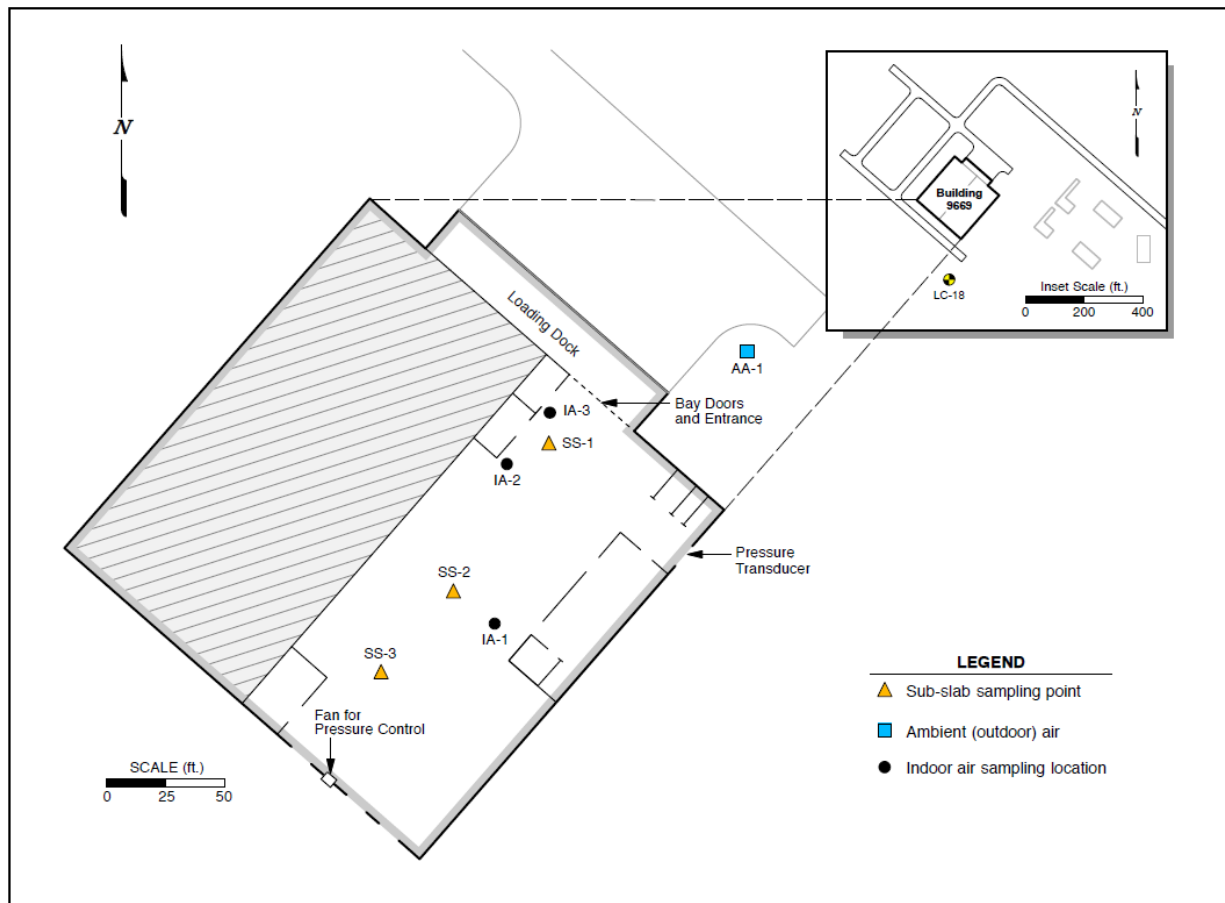 N
N
Building
9669
LC-18
Inset Scale (ft.)
0 200 400
Loading Dock
AA-1
Bay Doors
and Entrance
IA-3
SS-1
IA-2
Pressure
Transducer
SS-2
IA-1
SS-3
Fan for
Pressure Control
SCALE (ft.)
0 25 50
LEGEND
Sub-slab sampling point
Ambient (outdoor) air
Indoor air sampling location